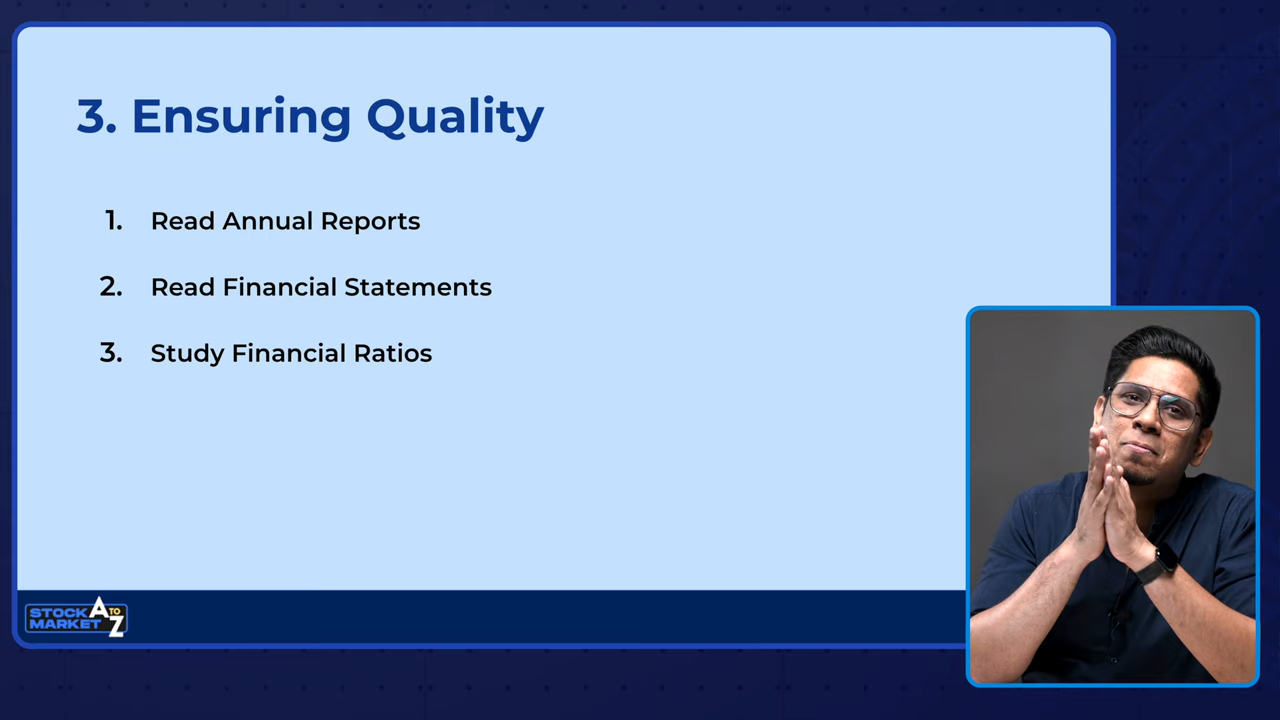 3. Ensuring Quality
1. Read Annual Reports
2. Read Financial Statements
3. Study Financial Ratios
STOCK A TO Z
MARKET